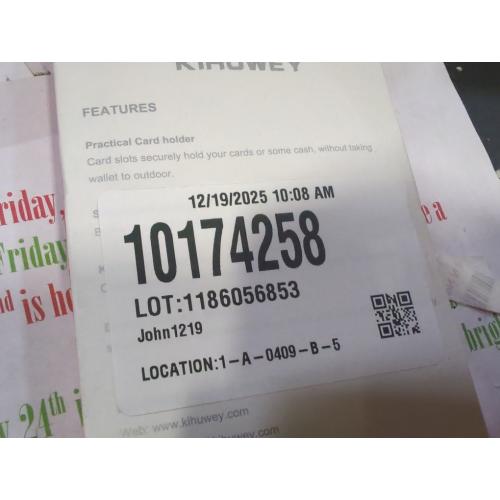 KIHUWEY
FEATURES
Practical Card holder
Card slots securely hold your cards or some cash, without taking
wallet to outdoor.
12/19/2025 10:08 AM
10174258
LOT:1186056853
John1219
LOCATION:1-A-0409-B-5
Web: www.kihuwey.com
kihuwey.com
riday,
Friday
is
24th
e a